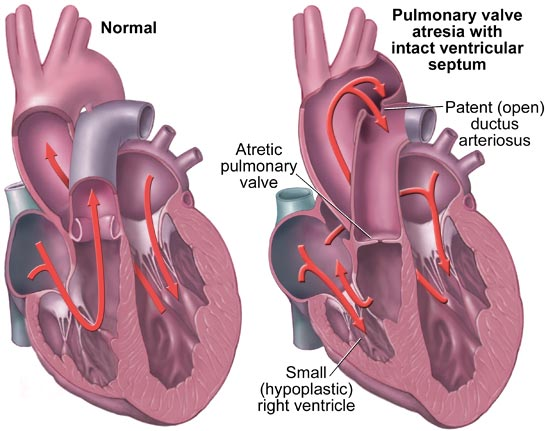 Normal
Pulmonary valve
atresia with
intact ventricular
septum
Patent (open)
ductus
arteriosus
Atretic
pulmonary
valve
Small
(hypoplastic)
right ventricle